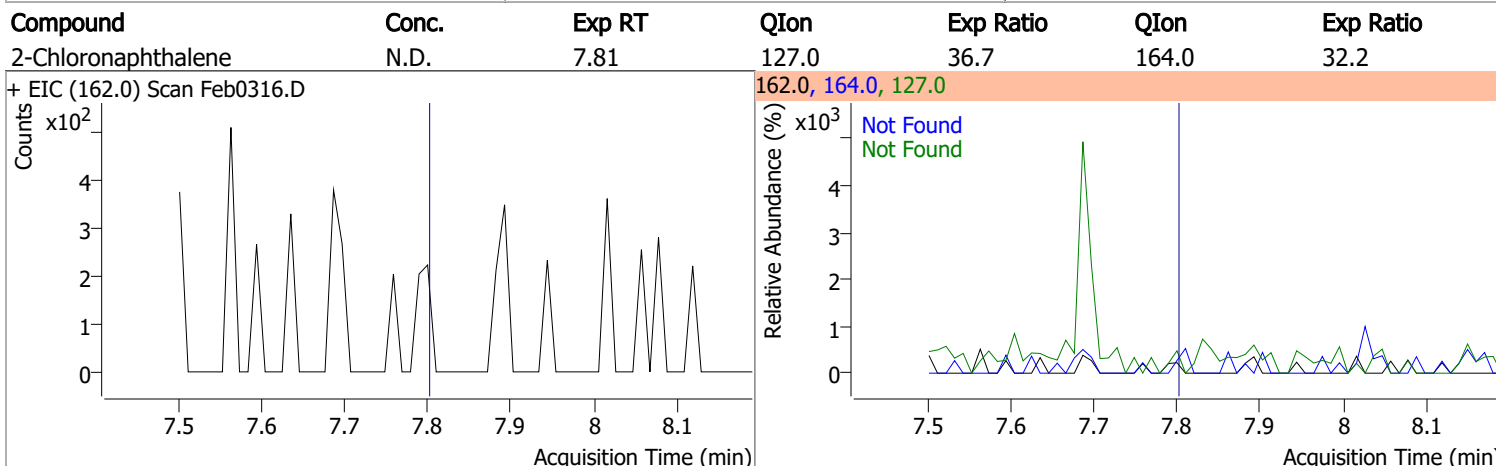 Compound Conc. Exp RT QIon Exp Ratio QIon Exp Ratio
2-Chloronaphthalene N.D. 7.81 127.0 36.7 164.0 32.2
+ EIC (162.0) Scan Feb0316.D
Counts
x10²
4
3
2
1
0
7.5 7.6 7.7 7.8 7.9 8 8.1
Acquisition Time (min)
162.0, 164.0, 127.0
Relative Abundance (%)
x10³
Not Found
Not Found
4
3
2
1
0
7.5 7.6 7.7 7.8 7.9 8 8.1
Acquisition Time (min)